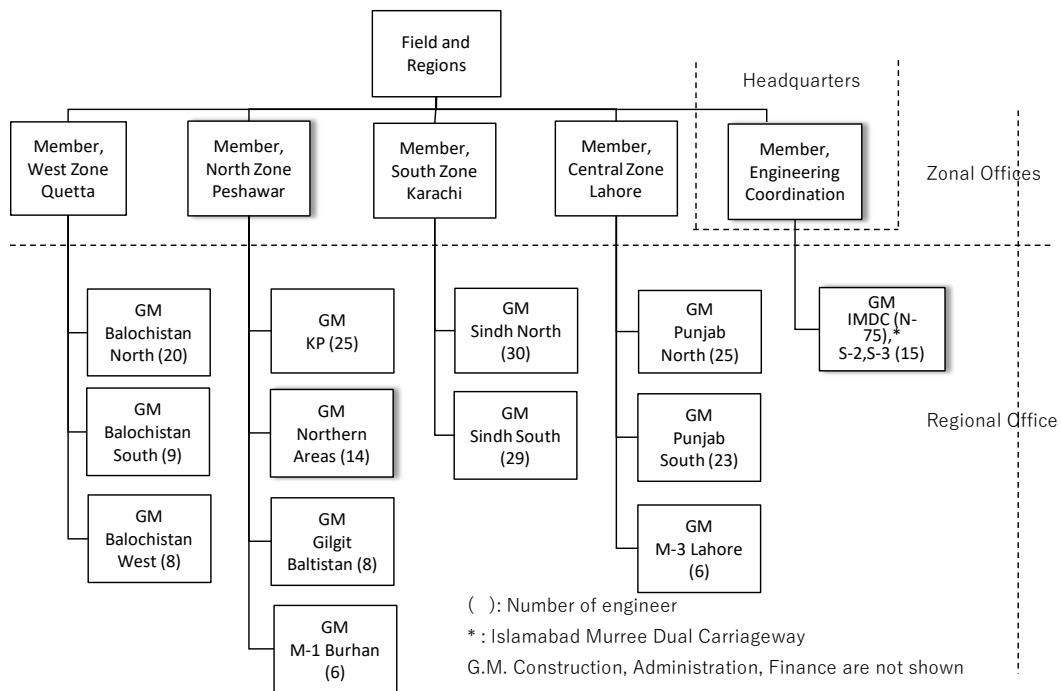 Field and
Regions
Headquarters
Member,
West Zone
Quetta
Member,
North Zone
Peshawar
Member,
South Zone
Karachi
Member,
Central Zone
Lahore
Member,
Engineering
Coordination
Zonal Offices
GM
Balochistan
North (20)
GM
KP (25)
GM
Sindh North
(30)
GM
Punjab
North (25)
GM
IMDC (N-
75),*
S-2,S-3 (15)
GM
Balochistan
South (9)
GM
Northern
Areas (14)
GM
Sindh South
(29)
GM
Punjab
South (23)
Regional Office
GM
Balochistan
West (8)
GM
Gilgit
Baltistan (8)
GM
M-3 Lahore
(6)
GM
M-1 Burhan
(6)
( ): Number of engineer
* : Islamabad Murree Dual Carriageway
G.M. Construction, Administration, Finance are not shown